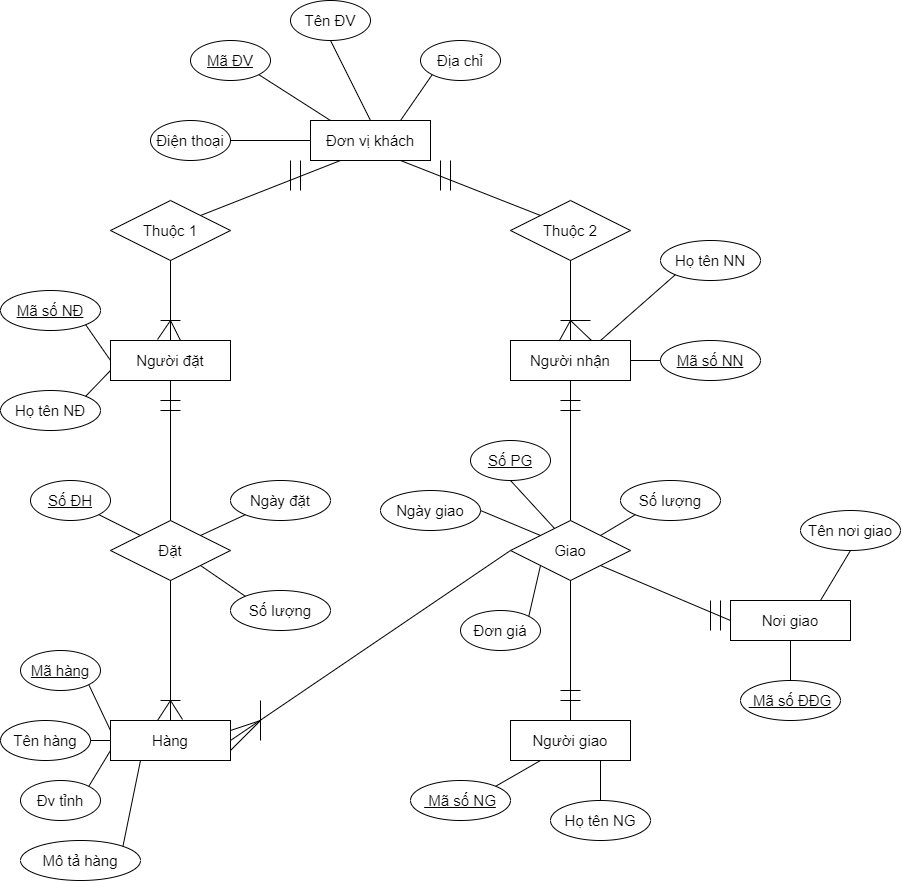 Tên ĐV
Mã ĐV
Địa chỉ
Điện thoại
Đơn vị khách
Thuộc 1
Thuộc 2
Họ tên NN
Mã số NĐ
Người đặt
Người nhận
Mã số NN
Họ tên NĐ
Số PG
Số ĐH
Ngày đặt
Ngày giao
Số lượng
Tên nơi giao
Đặt
Giao
Số lượng
Đơn giá
Nơi giao
Mã hàng
Mã số ĐĐG
Tên hàng
Hàng
Người giao
Đv tỉnh
Mã số NG
Họ tên NG
Mô tả hàng